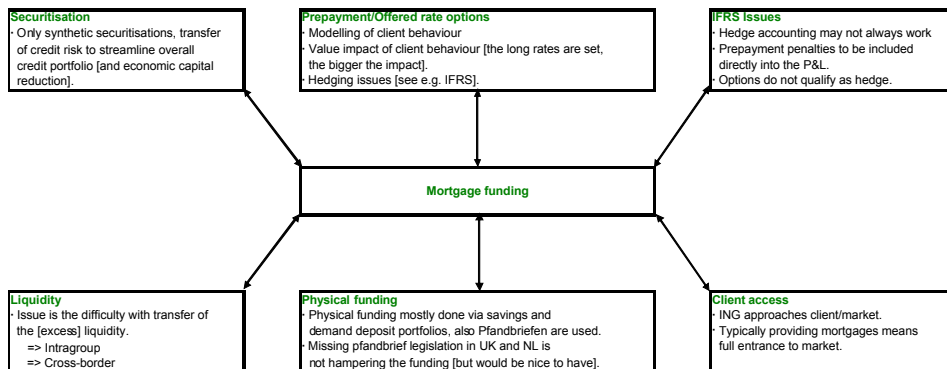 Securitisation
· Only synthetic securitisations, transfer
of credit risk to streamline overall
credit portfolio [and economic capital
reduction].
Prepayment/Offered rate options
· Modelling of client behaviour
· Value impact of client behaviour [the long rates are set,
the bigger the impact].
· Hedging issues [see e.g. IFRS].
IFRS Issues
· Hedge accounting may not always work
· Prepayment penalties to be included
directly into the P&L.
· Options do not qualify as hedge.
Mortgage funding
Liquidity
· Issue is the difficulty with transfer of
the [excess] liquidity.
=> Intragroup
=> Cross-border
Physical funding
· Physical funding mostly done via savings and
demand deposit portfolios, also Pfandbriefen are used.
· Missing pfandbrief legislation in UK and NL is
not hampering the funding [but would be nice to have].
Client access
· ING approaches client/market.
· Typically providing mortgages means
full entrance to market.